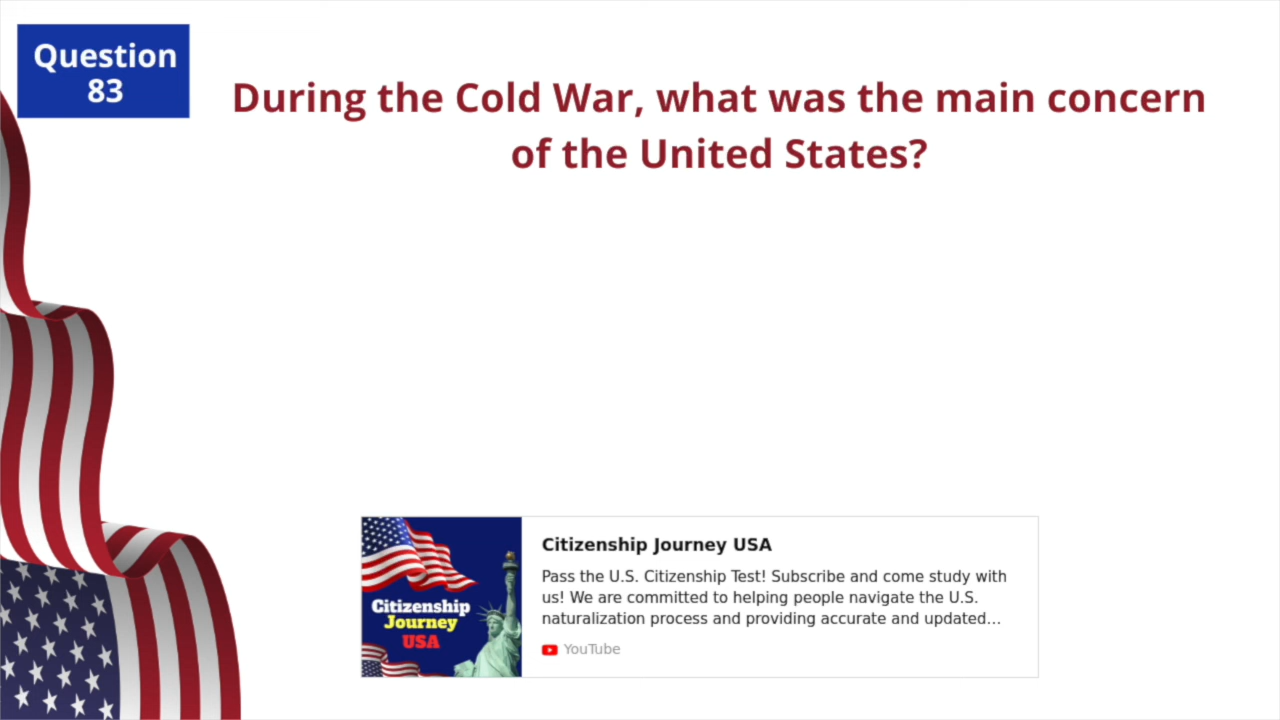 Question
83
During the Cold War, what was the main concern
of the United States?
Citizenship
Journey
USA
Citizenship Journey USA
Pass the U.S. Citizenship Test! Subscribe and come study with
us! We are committed to helping people navigate the U.S.
naturalization process and providing accurate and updated...
YouTube